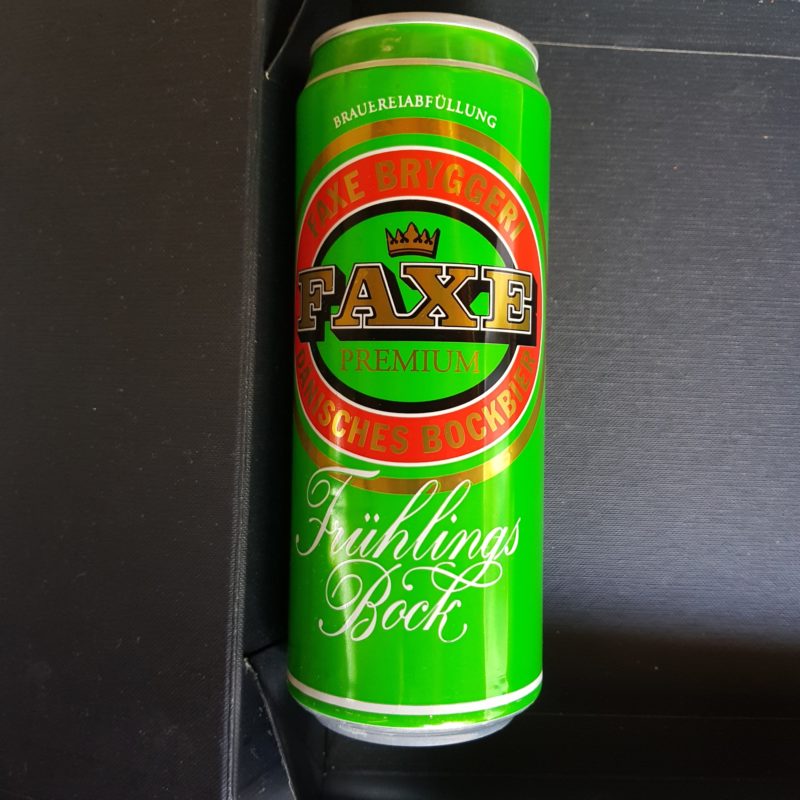 BRAUEREIABFÜLLUNG
FAXE BRYGGERI
FAXE
PREMIUM
DÄNISCHES BOCKBIER
Frühlings
Bock